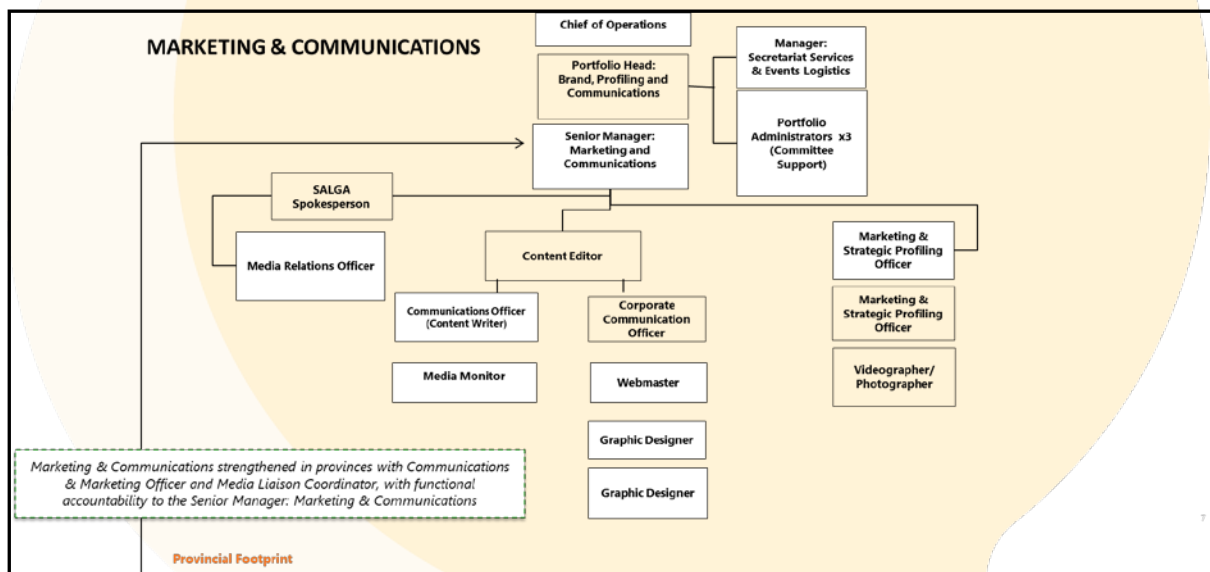 Chief of Operations
MARKETING & COMMUNICATIONS
Manager:
Secretariat Services
& Events Logistics
Portfolio Head:
Brand, Profiling and
Communications
Portfolio
Administrators x3
(Committee
Support)
Senior Manager:
Marketing and
Communications
SALGA
Spokesperson
Media Relations Officer
Content Editor
Marketing &
Strategic Profiling
Officer
Communications Officer
(Content Writer)
Corporate
Communication
Officer
Marketing &
Strategic Profiling
Officer
Media Monitor
Webmaster
Videographer/
Photographer
Graphic Designer
Graphic Designer
Marketing & Communications strengthened in provinces with Communications
& Marketing Officer and Media Liaison Coordinator, with functional
accountability to the Senior Manager: Marketing & Communications
7
Provincial Footprint